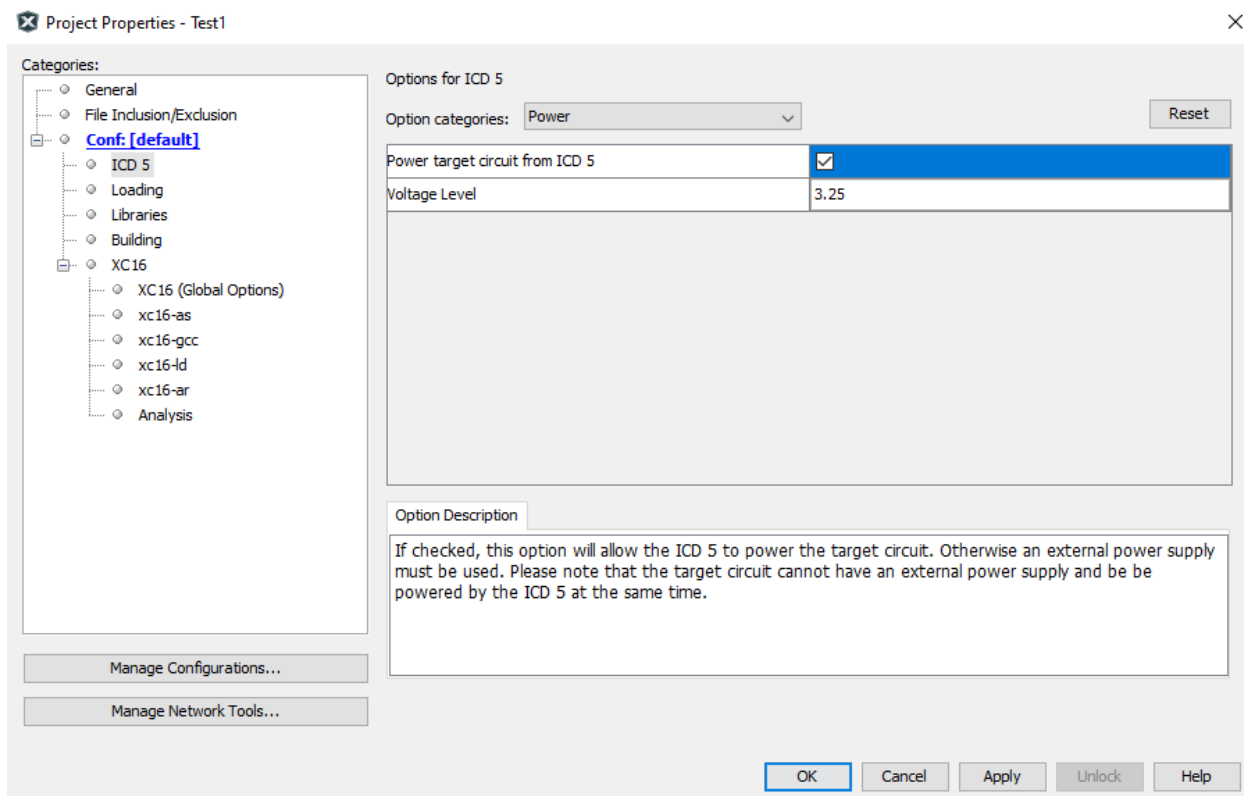 Project Properties - Test1
Categories:
General
File Inclusion/Exclusion
Conf: [default]
ICD 5
Loading
Libraries
Building
XC16
XC16 (Global Options)
xc16-as
xc16-gcc
xc16-ld
xc16-ar
Analysis
Manage Configurations...
Manage Network Tools...
Options for ICD 5
Option categories: Power
Reset
Power target circuit from ICD 5
Voltage Level 3.25
Option Description
If checked, this option will allow the ICD 5 to power the target circuit. Otherwise an external power supply
must be used. Please note that the target circuit cannot have an external power supply and be be
powered by the ICD 5 at the same time.
OK Cancel Apply Unlock Help